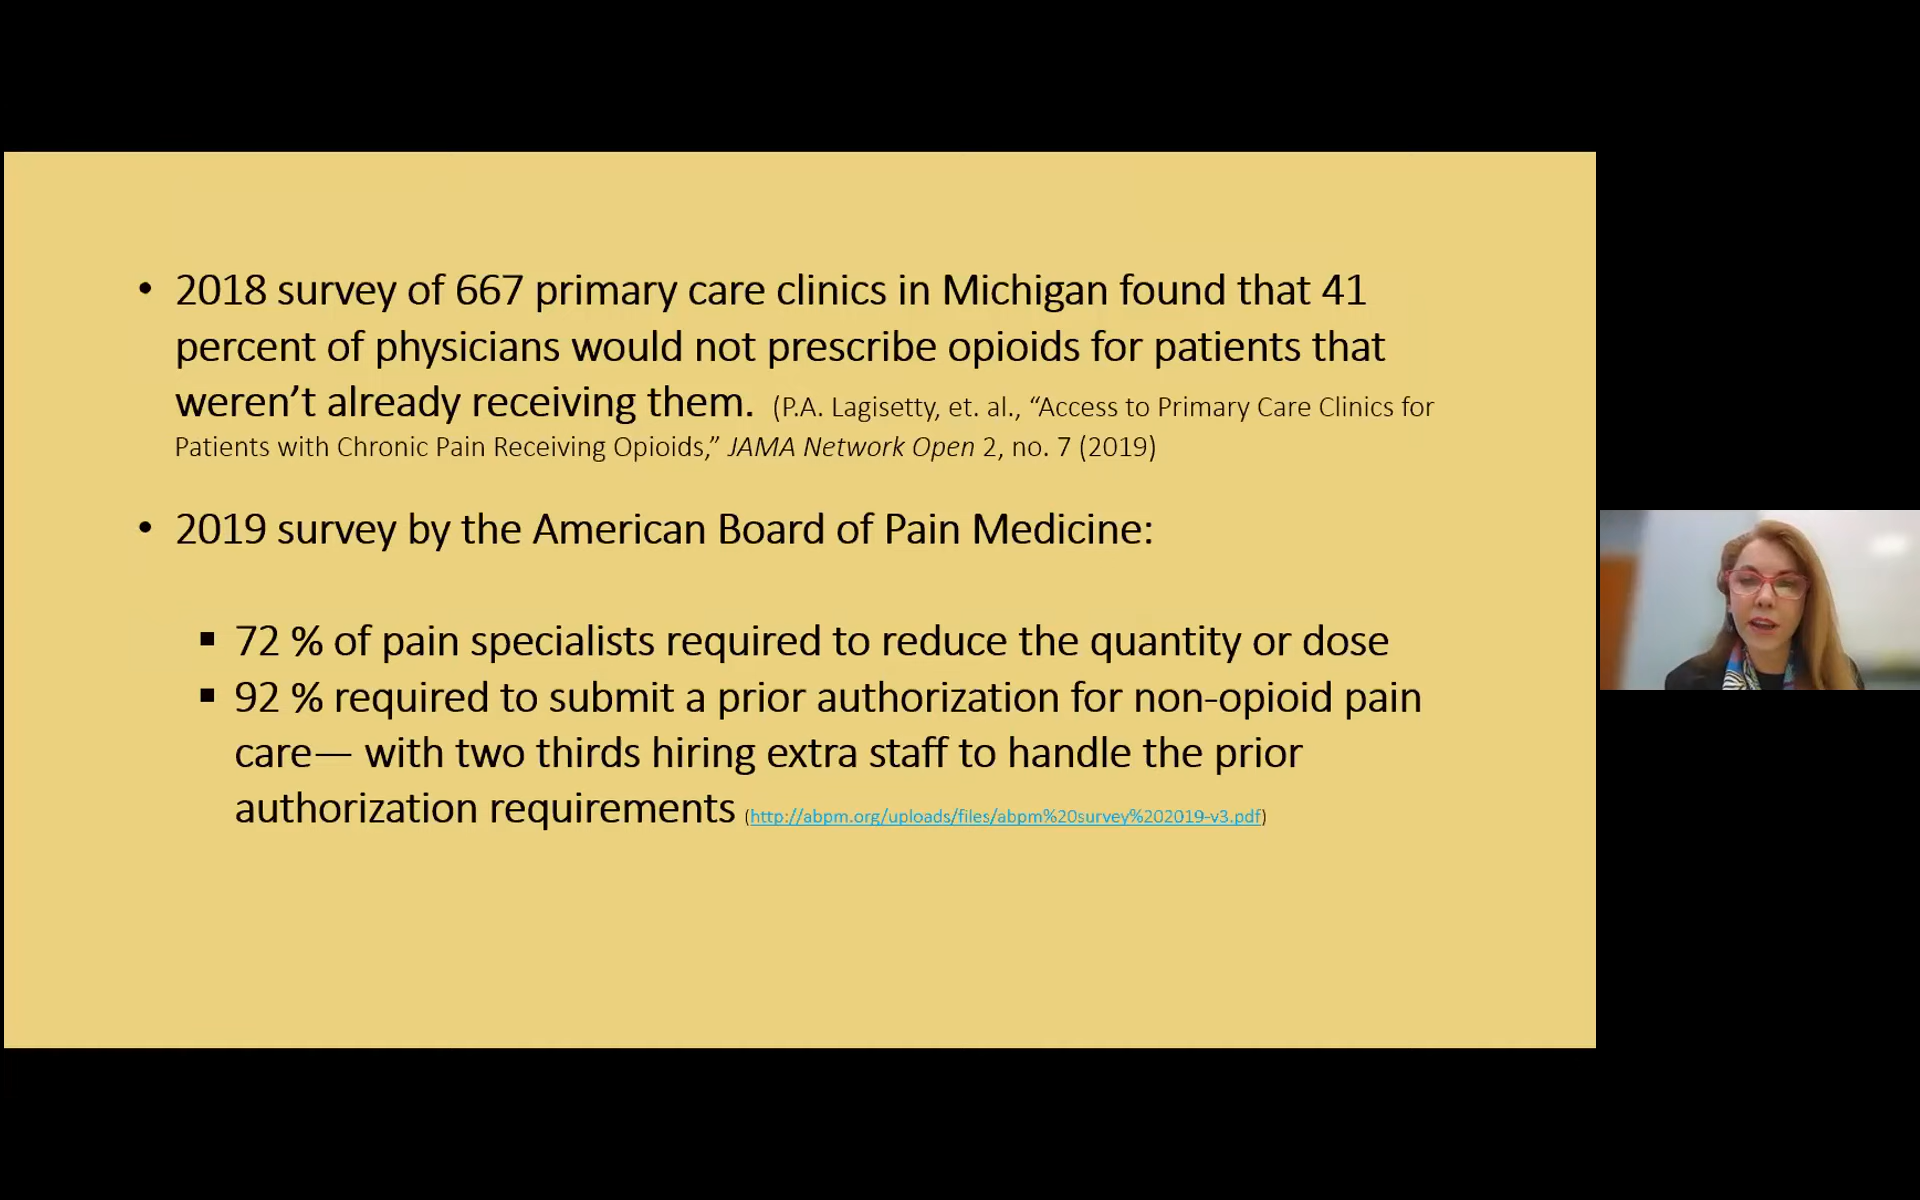 • 2018 survey of 667 primary care clinics in Michigan found that 41
percent of physicians would not prescribe opioids for patients that
weren’t already receiving them. (P.A. Lagisetty, et. al., “Access to Primary Care Clinics for
Patients with Chronic Pain Receiving Opioids,” JAMA Network Open 2, no. 7 (2019)
• 2019 survey by the American Board of Pain Medicine:
▪ 72 % of pain specialists required to reduce the quantity or dose
▪ 92 % required to submit a prior authorization for non-opioid pain
care— with two thirds hiring extra staff to handle the prior
authorization requirements (http://abpm.org/uploads/files/abpm%20survey%202019-v3.pdf)